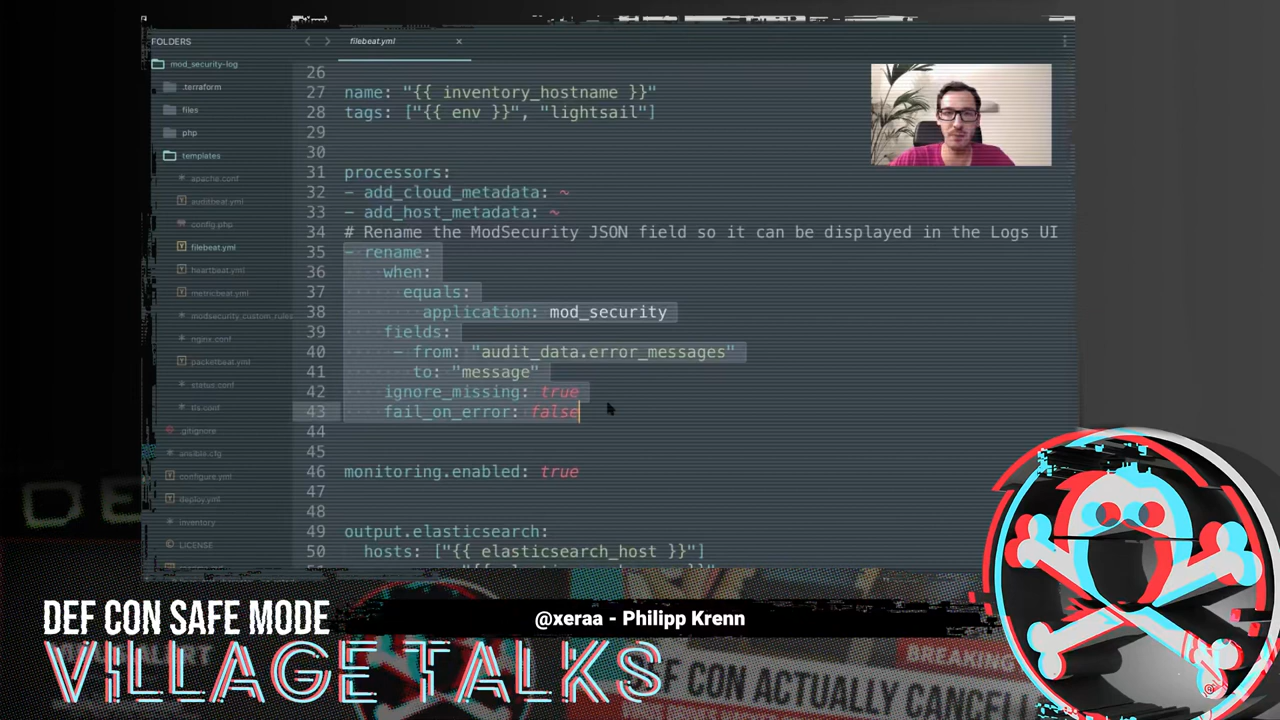 FOLDERS
mod_security-log
.terraform
files
php
templates
apache.conf
auditbeat.yml
config.php
filebeat.yml
heartbeat.yml
metricbeat.yml
modsecurity_custom_rules
nginx.conf
packetbeat.yml
status.conf
tls.conf
.gitignore
ansible.cfg
configure.yml
deploy.yml
inventory
LICENSE
filebeat.yml
26
27 name: "{{ inventory_hostname }}"
28 tags: ["{{ env }}", "lightsail"]
29
30
31 processors:
32 - add_cloud_metadata: ~
33 - add_host_metadata: ~
34 # Rename the ModSecurity JSON field so it can be displayed in the Logs UI
35 - rename:
36 when:
37 equals:
38 application: mod_security
39 fields:
40 - from: "audit_data.error_messages"
41 to: "message"
42 ignore_missing: true
43 fail_on_error: false
44
45
46 monitoring.enabled: true
47
48
49 output.elasticsearch:
50 hosts: ["{{ elasticsearch_host }}"]
@xeraa - Philipp Krenn
DEF CON SAFE MODE
VILLAGE TALKS
BREAKING
DEF CON ACTUALLY